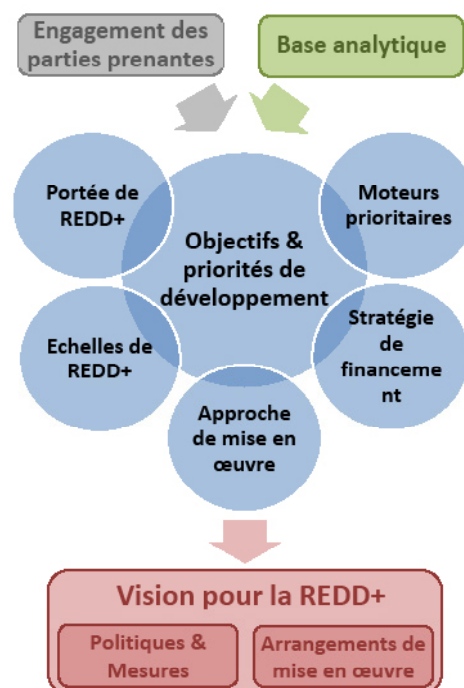 Engagement des
parties prenantes
Base analytique
Portée de
REDD+
Moteurs
prioritaires
Objectifs &
priorités de
développement
Echelles de
REDD+
Stratégie
de
financeme
nt
Approche
de mise en
œuvre
Vision pour la REDD+
Politiques &
Mesures
Arrangements de
mise en œuvre